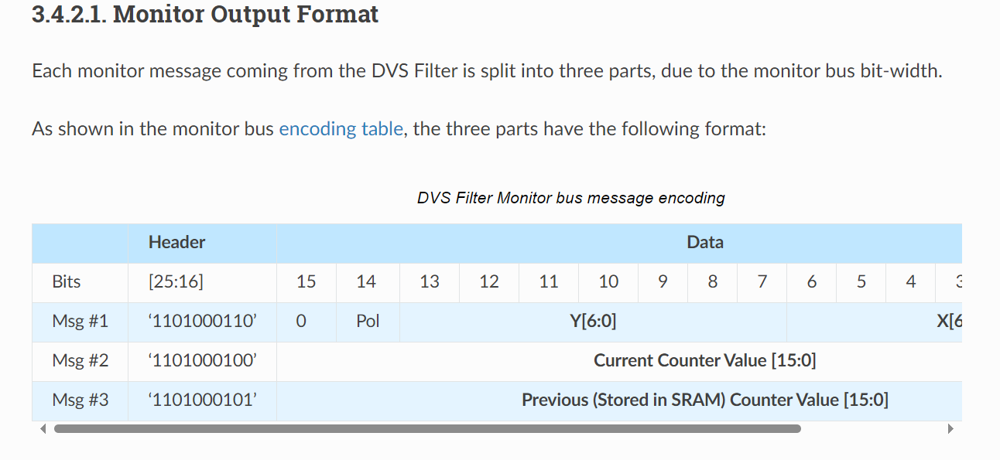 3.4.2.1. Monitor Output Format
Each monitor message coming from the DVS Filter is split into three parts, due to the monitor bus bit-width.
As shown in the monitor bus encoding table, the three parts have the following format:
DVS Filter Monitor bus message encoding
Header Data
Bits [25:16] 15 14 13 12 11 10 9 8 7 6 5 4 3
Msg #1 ‘1101000110’ 0 Pol Y[6:0] X[6
Msg #2 ‘1101000100’ Current Counter Value [15:0]
Msg #3 ‘1101000101’ Previous (Stored in SRAM) Counter Value [15:0]